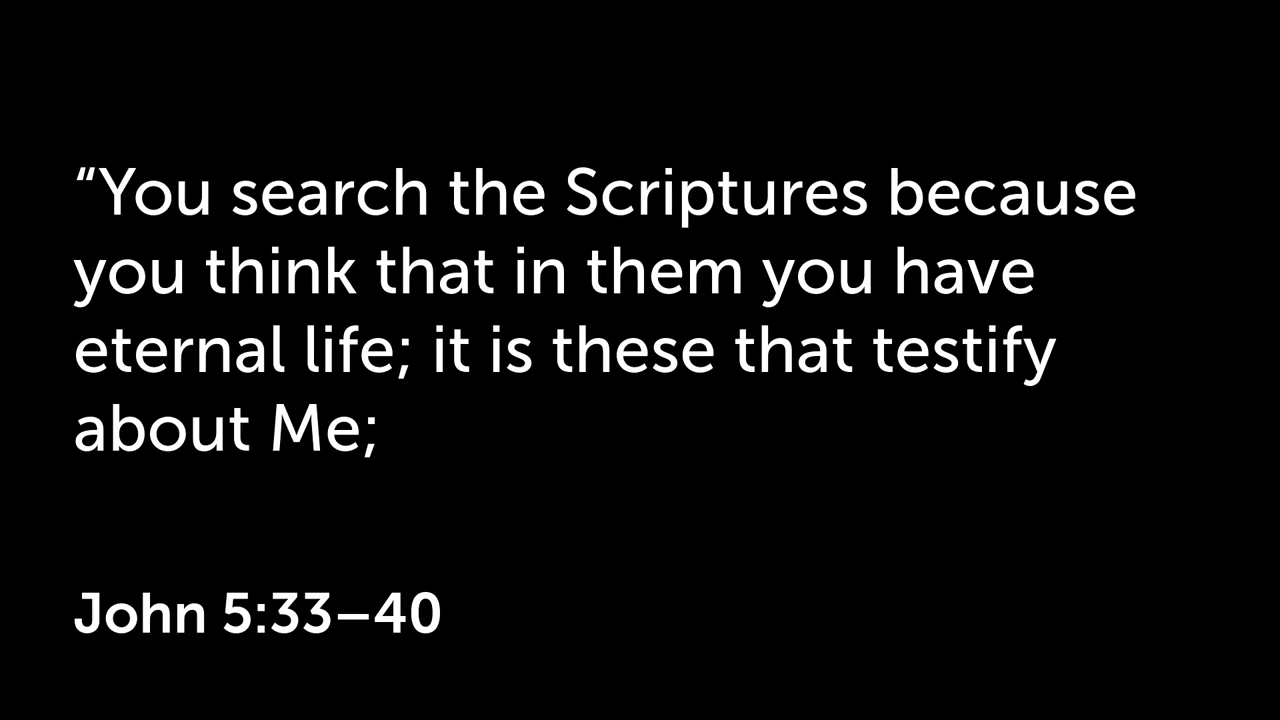 “You search the Scriptures because
you think that in them you have
eternal life; it is these that testify
about Me;
John 5:33–40